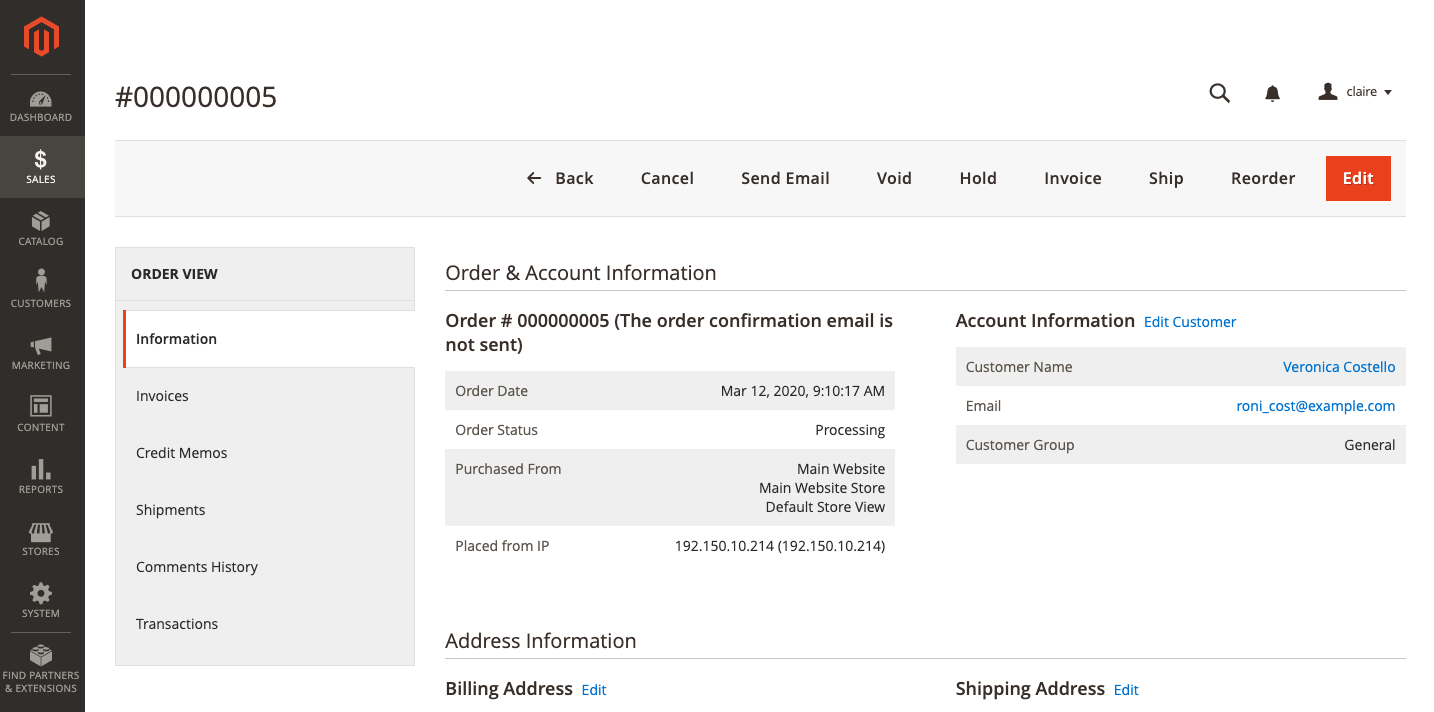 #000000005
claire
Back Cancel Send Email Void Hold Invoice Ship Reorder Edit
DASHBOARD
SALES
CATALOG
CUSTOMERS
MARKETING
CONTENT
REPORTS
STORES
SYSTEM
FIND PARTNERS
& EXTENSIONS
ORDER VIEW
Information
Invoices
Credit Memos
Shipments
Comments History
Transactions
Order & Account Information
Order # 000000005 (The order confirmation email is
not sent)
Order Date Mar 12, 2020, 9:10:17 AM
Order Status Processing
Purchased From Main Website
Main Website Store
Default Store View
Placed from IP 192.150.10.214 (192.150.10.214)
Account Information Edit Customer
Customer Name Veronica Costello
Email roni_cost@example.com
Customer Group General
Address Information
Billing Address Edit
Shipping Address Edit